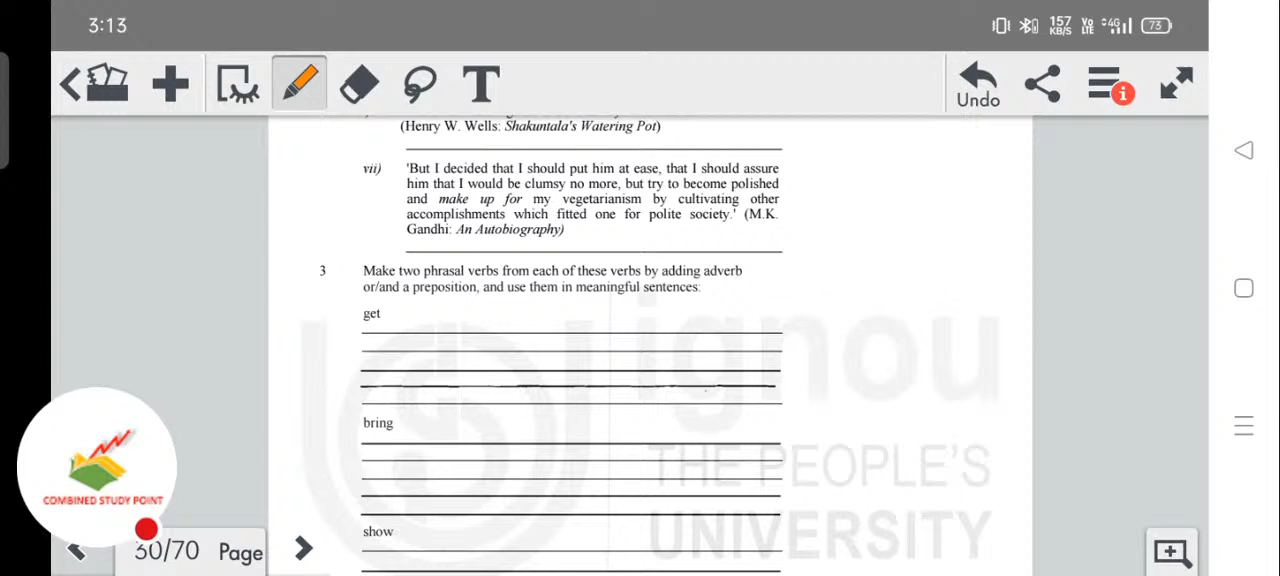 3:13
157 KB/S Vo LTE 4G 73
T
Undo
(Henry W. Wells: Shakuntala's Watering Pot)
vii) 'But I decided that I should put him at ease, that I should assure
him that I would be clumsy no more, but try to become polished
and make up for my vegetarianism by cultivating other
accomplishments which fitted one for polite society.' (M.K.
Gandhi: An Autobiography)
3 Make two phrasal verbs from each of these verbs by adding adverb
or/and a preposition, and use them in meaningful sentences:
get
bring
show
ignou
THE PEOPLE'S
UNIVERSITY
COMBINED STUDY POINT
30/70 Page